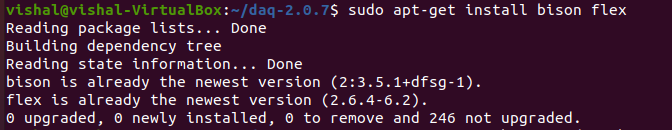 vishal@vishal-VirtualBox:~/daq-2.0.7$ sudo apt-get install bison flex
Reading package lists... Done
Building dependency tree
Reading state information... Done
bison is already the newest version (2:3.5.1+dfsg-1).
flex is already the newest version (2.6.4-6.2).
0 upgraded, 0 newly installed, 0 to remove and 246 not upgraded.